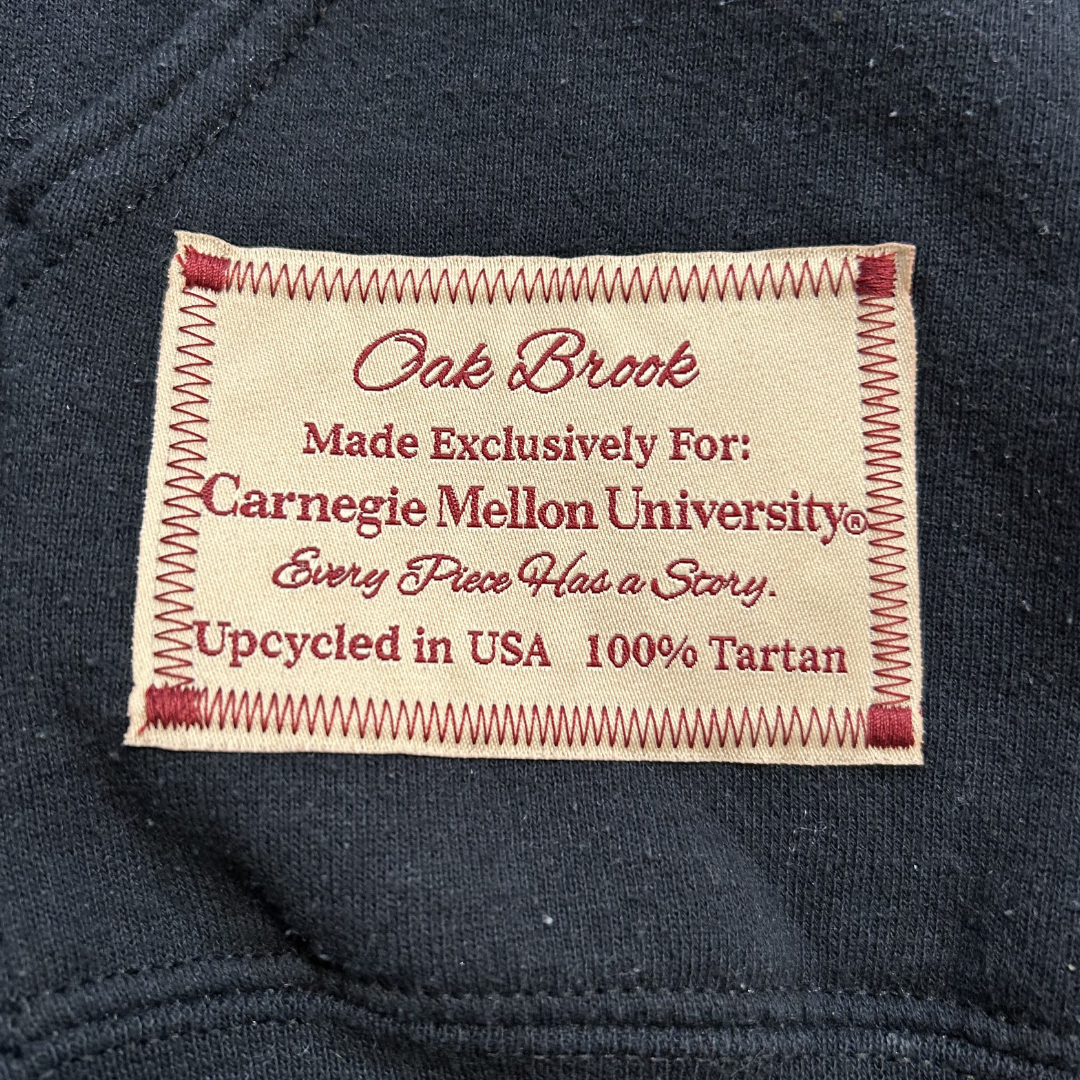 Oak Brook
Made Exclusively For:
Carnegie Mellon University®
Every Piece Has a Story.
Upcycled in USA 100% Tartan